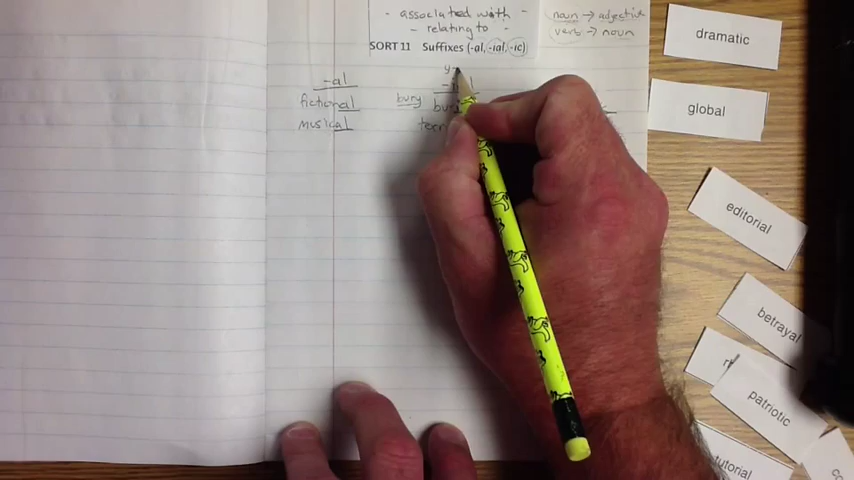 - associated with -
- relating to -
SORT 11 Suffixes (-al, -ial, -ic)
noun → adjective
verb → noun
-al
fictional
musical
y
bury
dramatic
global
editorial
betrayal
patriotic
tutorial